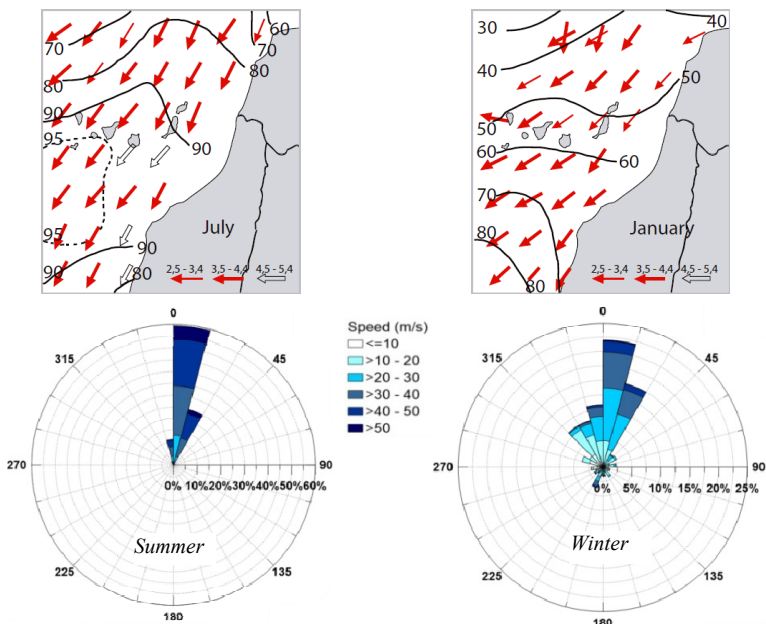 60
70
70
80
80
90
95
90
95
July
90
90
80
2,5 - 3,4
3,5 - 4,4
4,5 - 5,4
40
30
40
50
50
60
60
70
80
January
80
2,5 - 3,4
3,5 - 4,4
4,5 - 5,4
0
315
45
270
90
0% 10%20%30%40%50%60%
Summer
225
135
180
Speed (m/s)
<=10
>10 - 20
>20 - 30
>30 - 40
>40 - 50
>50
0
315
45
270
90
0% 5% 10% 15% 20% 25%
Winter
225
135
180